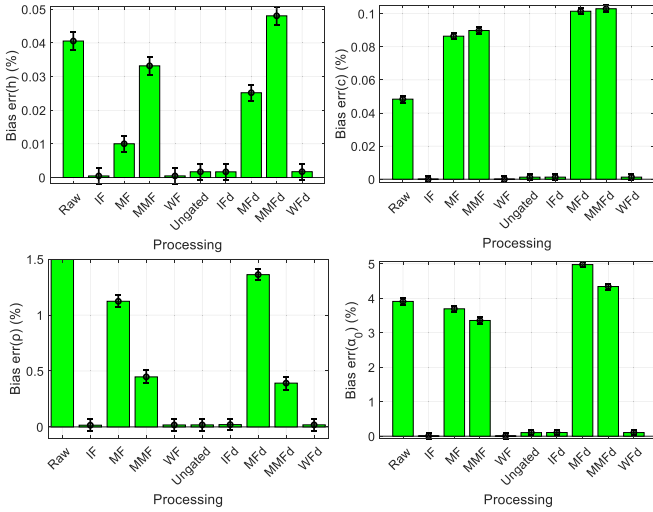 0.05
0.04
0.03
0.02
0.01
0
Bias err(h) (%)
Raw
IF
MF
MMF
WF
Ungated
IFd
MFd
MMFd
WFd
Processing
0.1
0.08
0.06
0.04
0.02
0
Bias err(c) (%)
Raw
IF
MF
MMF
WF
Ungated
IFd
MFd
MMFd
WFd
Processing
1.5
1
0.5
0
Bias err(ρ) (%)
Raw
IF
MF
MMF
WF
Ungated
IFd
MFd
MMFd
WFd
Processing
5
4
3
2
1
0
Bias err(α₀) (%)
Raw
IF
MF
MMF
WF
Ungated
IFd
MFd
MMFd
WFd
Processing